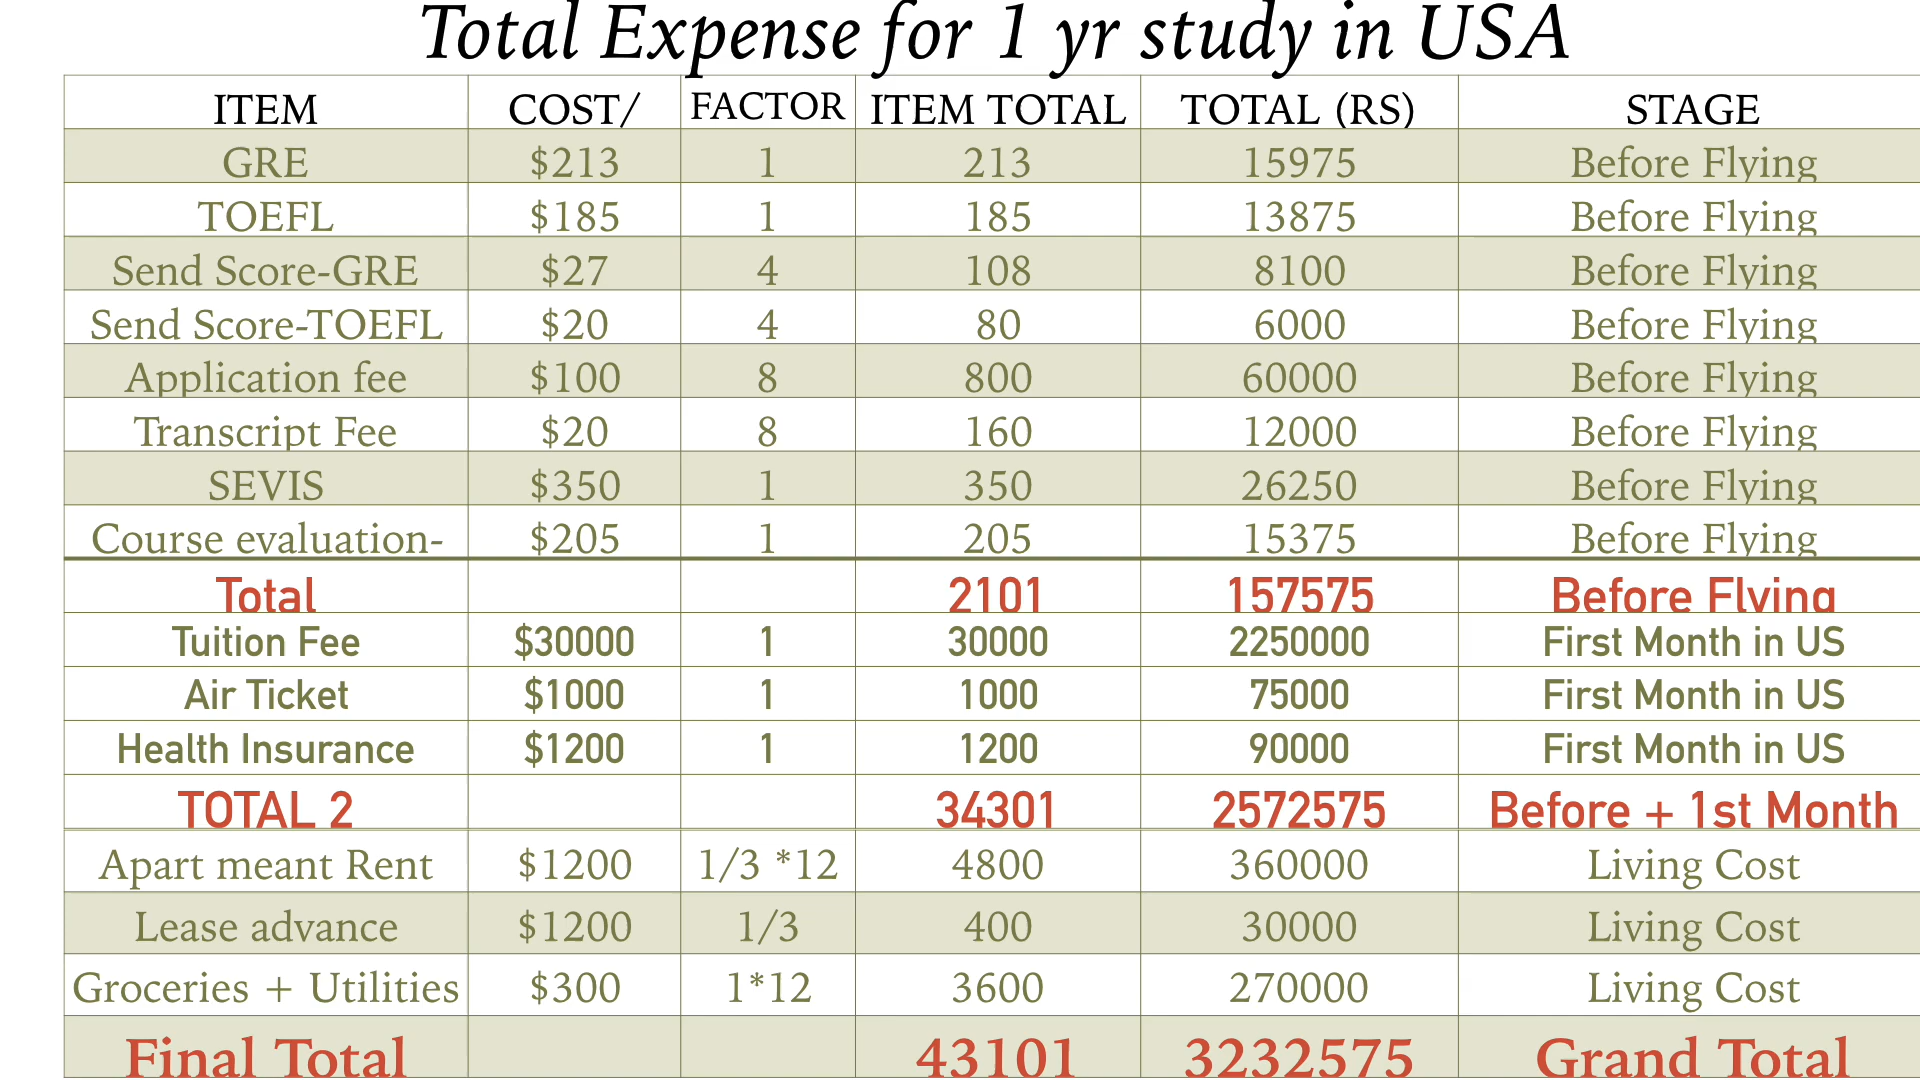 Total Expense for 1 yr study in USA
ITEM COST/ FACTOR ITEM TOTAL TOTAL (RS) STAGE
GRE $213 1 213 15975 Before Flying
TOEFL $185 1 185 13875 Before Flying
Send Score-GRE $27 4 108 8100 Before Flying
Send Score-TOEFL $20 4 80 6000 Before Flying
Application fee $100 8 800 60000 Before Flying
Transcript Fee $20 8 160 12000 Before Flying
SEVIS $350 1 350 26250 Before Flying
Course evaluation- $205 1 205 15375 Before Flying
Total 2101 157575 Before Flying
Tuition Fee $30000 1 30000 2250000 First Month in US
Air Ticket $1000 1 1000 75000 First Month in US
Health Insurance $1200 1 1200 90000 First Month in US
TOTAL 2 34301 2572575 Before + 1st Month
Apart meant Rent $1200 1/3 *12 4800 360000 Living Cost
Lease advance $1200 1/3 400 30000 Living Cost
Groceries + Utilities $300 1*12 3600 270000 Living Cost
Final Total 43101 3232575 Grand Total